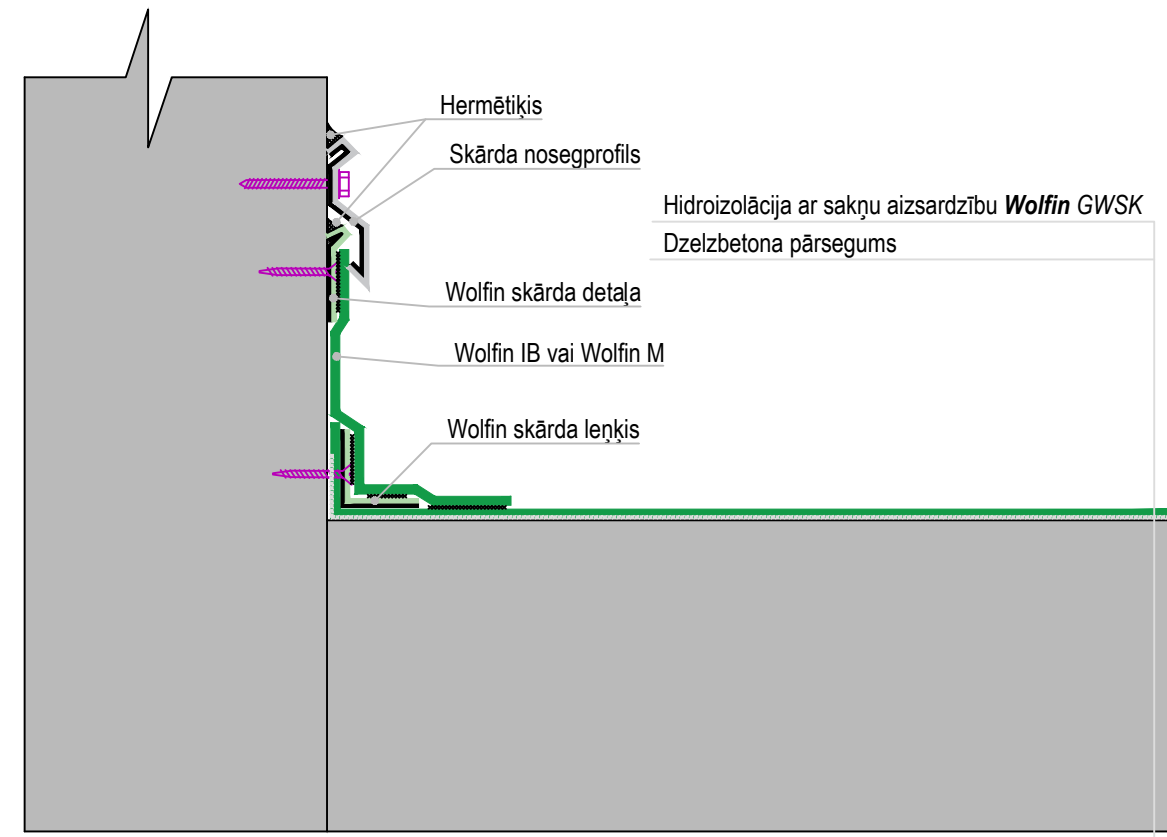 Hermētiķis
Skārda nosegprofils
Hidroizolācija ar sakņu aizsardzību Wolfin GWSK
Dzelzbetona pārsegums
Wolfin skārda detaļa
Wolfin IB vai Wolfin M
Wolfin skārda leņķis